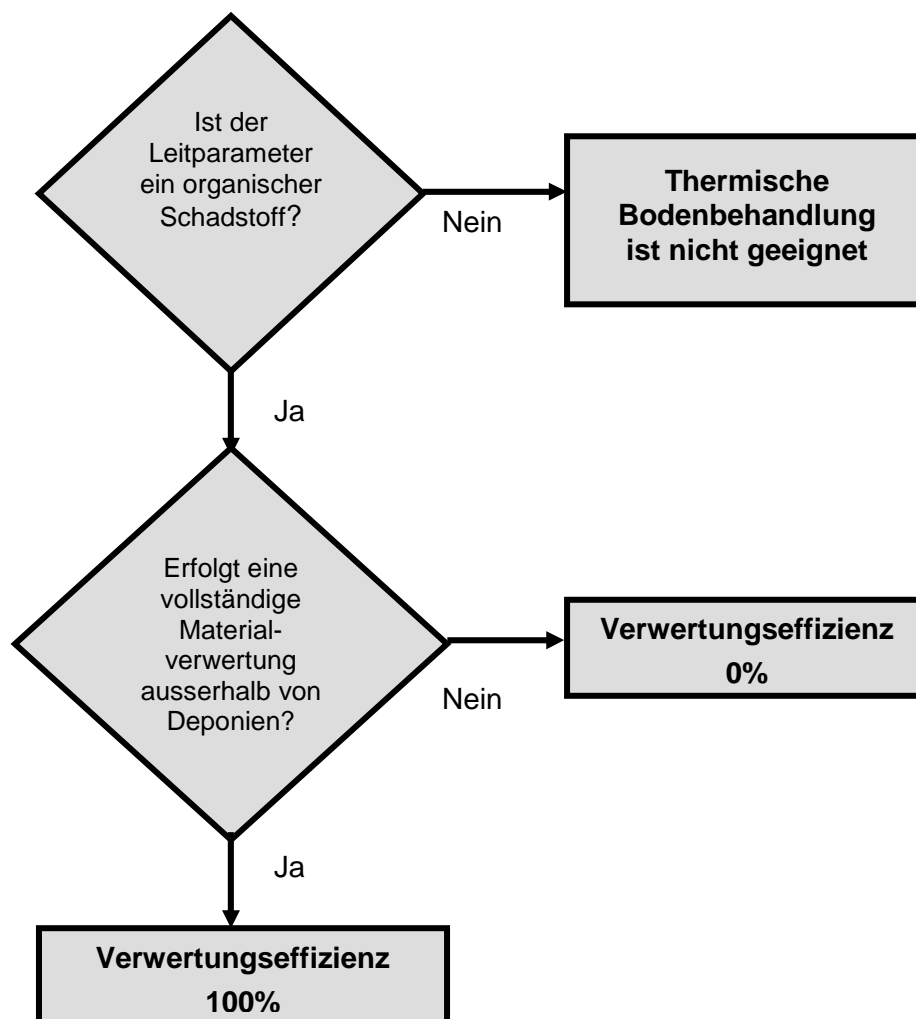 Ist der
Leitparameter
ein organischer
Schadstoff?
Nein
Thermische
Bodenbehandlung
ist nicht geeignet
Ja
Erfolgt eine
vollständige
Material-
verwertung
ausserhalb von
Deponien?
Nein
Verwertungseffizienz
0%
Ja
Verwertungseffizienz
100%